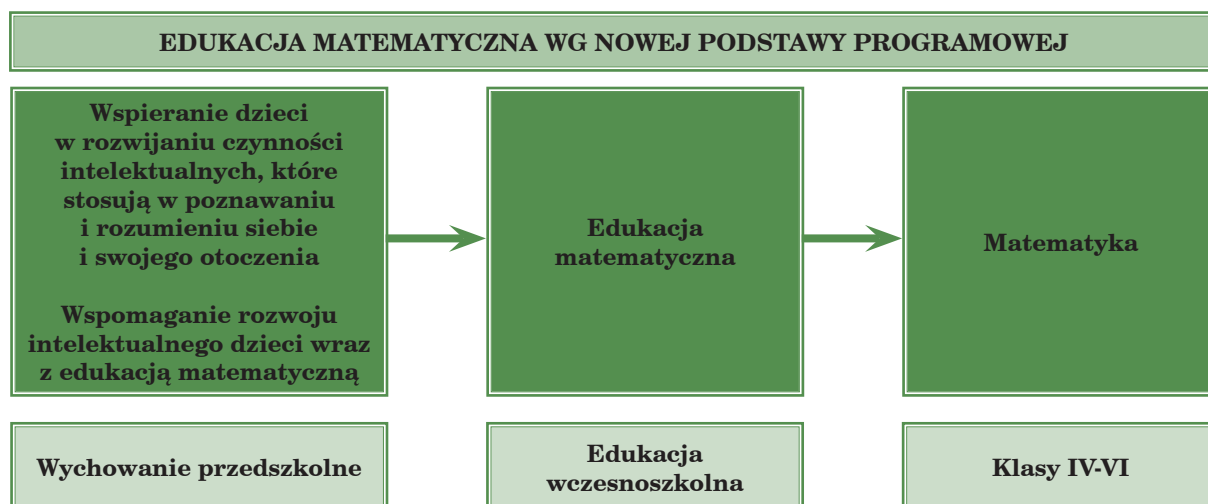 EDUKACJA MATEMATYCZNA WG NOWEJ PODSTAWY PROGRAMOWEJ
Wspieranie dzieci
w rozwijaniu czynności
intelektualnych, które
stosują w poznawaniu
i rozumieniu siebie
i swojego otoczenia
Wspomaganie rozwoju
intelektualnego dzieci wraz
z edukacją matematyczną
Edukacja
matematyczna
Matematyka
Wychowanie przedszkolne
Edukacja
wczesnoszkolna
Klasy IV-VI